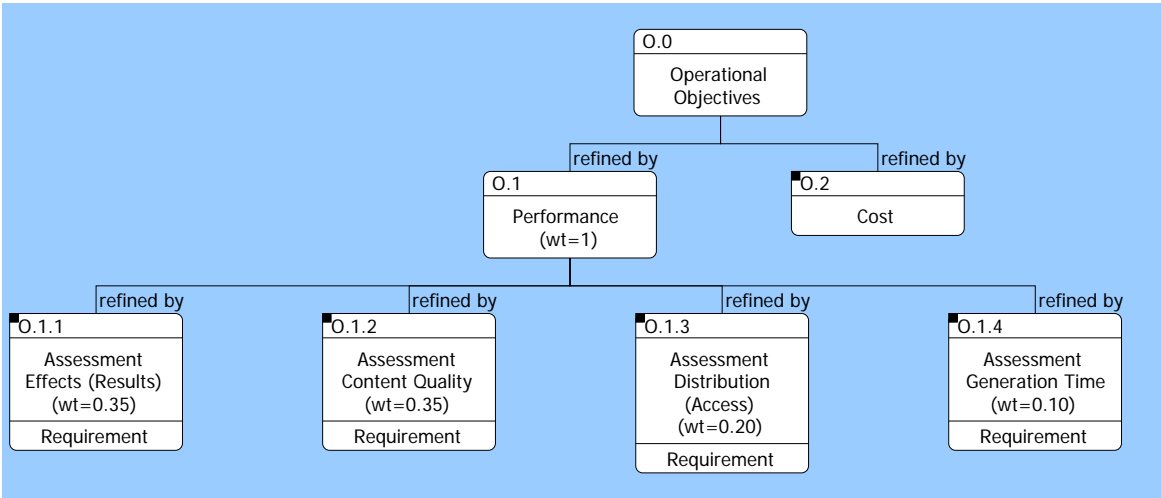 O.0
Operational
Objectives
refined by
refined by
O.1
Performance
(wt=1)
O.2
Cost
refined by
refined by
refined by
refined by
O.1.1
Assessment
Effects (Results)
(wt=0.35)
Requirement
O.1.2
Assessment
Content Quality
(wt=0.35)
Requirement
O.1.3
Assessment
Distribution
(Access)
(wt=0.20)
Requirement
O.1.4
Assessment
Generation Time
(wt=0.10)
Requirement